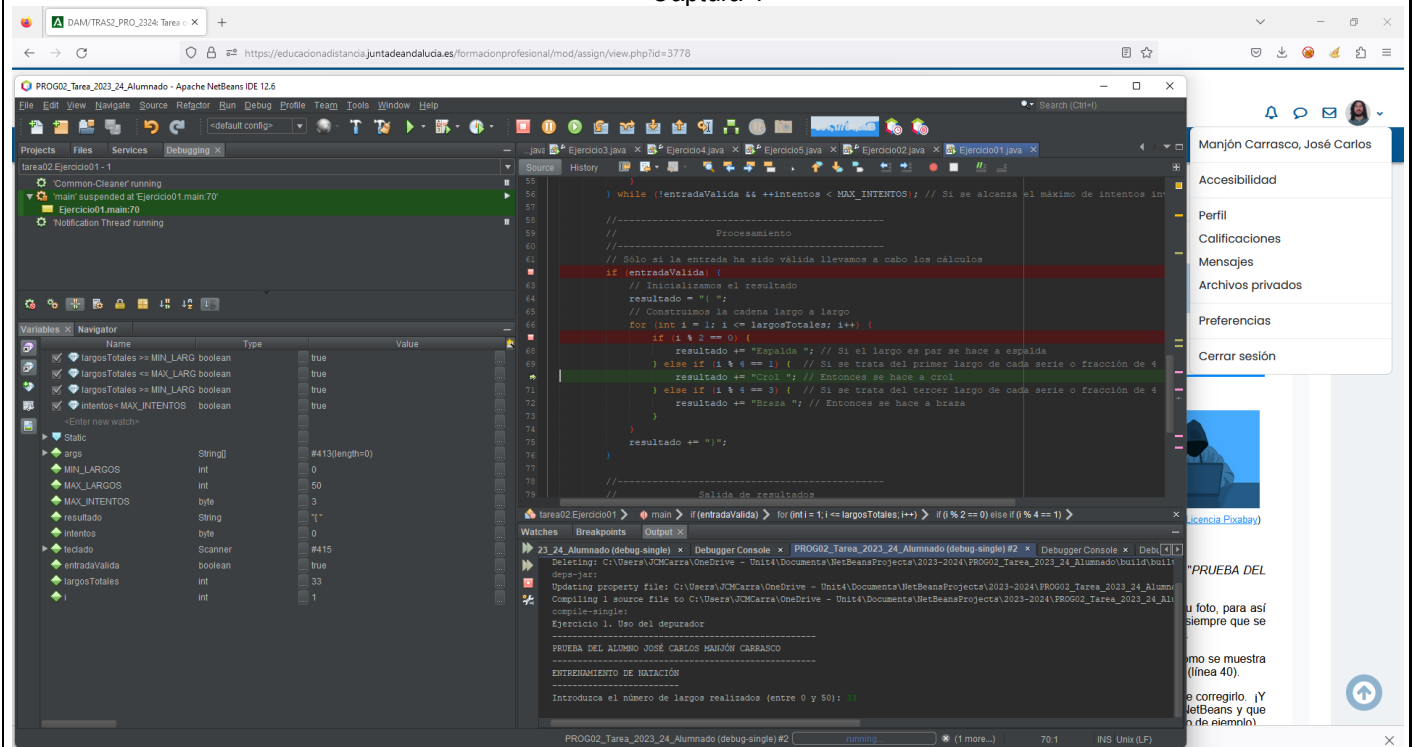 DAM/TRAS2_PRO_2324: Tarea
https://educacionadistancia.juntadeandalucia.es/formacionprofesional/mod/assign/view.php?id=3778
PROG02_Tarea_2023_24_Alumnado - Apache NetBeans IDE 12.6
File Edit View Navigate Source Refactor Run Debug Profile Team Tools Window Help
Search (Ctrl+I)
<default config>
Projects Files Services Debugging
...java Ejercicio3.java Ejercicio4.java Ejercicio5.java Ejercicio02.java Ejercicio01.java
tarea02.Ejercicio01 - 1
Source History
'Common-Cleaner' running
'main' suspended at 'Ejercicio01.main:70'
Ejercicio01.main:70
'Notification Thread' running
55 }
56 } while (!entradaValida && ++intentos < MAX_INTENTOS); // Si se alcanza el máximo de intentos
57
58 //----------------------------------------------
59 // Procesamiento
60 //----------------------------------------------
61 // Sólo si la entrada ha sido válida llevamos a cabo los cálculos
if (entradaValida) {
63 // Inicializamos el resultado
64 resultado = "{ ";
65 // Construimos la cadena largo a largo
66 for (int i = 1; i <= largosTotales; i++) {
if (i % 2 == 0) {
68 resultado += "Espalda "; // Si el largo es par se hace a espalda
69 } else if (i % 4 == 1) { // Si se trata del primer largo de cada serie o fracción de 4
resultado += "Crol "; // Entonces se hace a crol
71 } else if (i % 4 == 3) { // Si se trata del tercer largo de cada serie o fracción de 4
72 resultado += "Braza "; // Entonces se hace a braza
73 }
74 }
75 resultado += "}";
76 }
77
78 //----------------------------------------------
79 // Salida de resultados
Variables Navigator
Name Type Value
largosTotales >= MIN_LARG boolean true
largosTotales <= MAX_LARG boolean true
largosTotales >= MIN_LARG boolean true
intentos< MAX_INTENTOS boolean true
<Enter new watch>
Static
args String[] #413(length=0)
MIN_LARGOS int 0
MAX_LARGOS int 50
MAX_INTENTOS byte 3
resultado String "{ "
intentos byte 0
teclado Scanner #415
entradaValida boolean true
largosTotales int 33
i int 1
tarea02.Ejercicio01 main if (entradaValida) for (int i = 1; i <= largosTotales; i++) if (i % 2 == 0) else if (i % 4 == 1)
Watches Breakpoints Output
23_24_Alumnado (debug-single) Debugger Console PROG02_Tarea_2023_24_Alumnado (debug-single) #2 Debugger Console
Deleting: C:\Users\JCMCarra\OneDrive - Unit4\Documents\NetBeansProjects\2023-2024\PROG02_Tarea_2023_24_Alumnado\build\built
deps-jar:
Updating property file: C:\Users\JCMCarra\OneDrive - Unit4\Documents\NetBeansProjects\2023-2024\PROG02_Tarea_2023_24_Alumna
Compiling 1 source file to C:\Users\JCMCarra\OneDrive - Unit4\Documents\NetBeansProjects\2023-2024\PROG02_Tarea_2023_24_Alu
compile-single:
Ejercicio 1. Uso del depurador
--------------------------------------------------
PRUEBA DEL ALUMNO JOSÉ CARLOS MANJÓN CARRASCO
--------------------------------------------------
ENTRENAMIENTO DE NATACIÓN
------------------------
Introduzca el número de largos realizados (entre 0 y 50): 33
PROG02_Tarea_2023_24_Alumnado (debug-single) #2 running... (1 more...) 70:1 INS Unix (LF)
Manjón Carrasco, José Carlos
Accesibilidad
Perfil
Calificaciones
Mensajes
Archivos privados
Preferencias
Cerrar sesión
Licencia Pixabay)
"PRUEBA DEL
u foto, para así
siempre que se
omo se muestra
(línea 40).
e corregirlo. ¡Y
NetBeans y que
o de ejemplo)